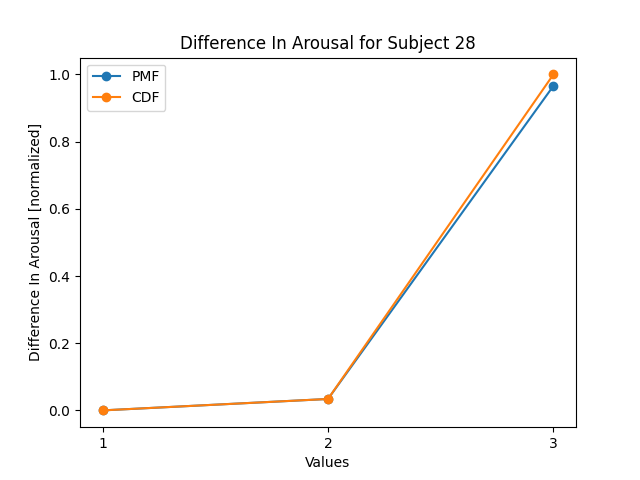 Difference In Arousal for Subject 28
PMF
CDF
Difference In Arousal [normalized]
1.0
0.8
0.6
0.4
0.2
0.0
1 2 3
Values